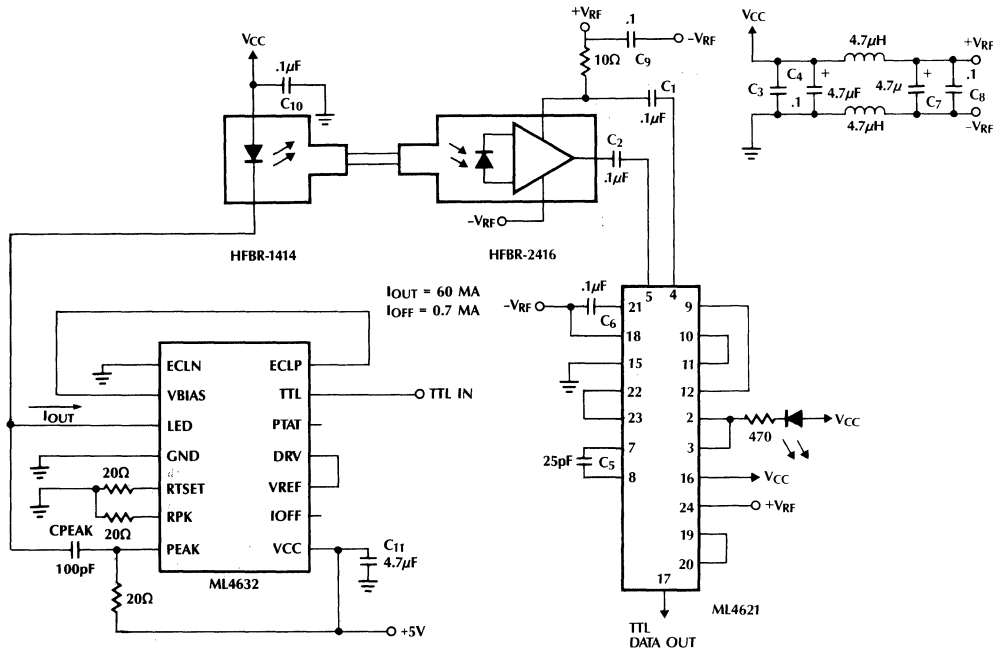 VCC
.1µF
C10
+VRF
.1
–VRF
10Ω
C9
C1
.1µF
C2
.1µF
–VRF
HFBR-1414
HFBR-2416
VCC
4.7µH
+VRF
C3
C4
+
.1
4.7µF
4.7µ
+
C7
.1
C8
–VRF
4.7µH
IOUT = 60 MA
IOFF = 0.7 MA
ECLN
ECLP
VBIAS
TTL
TTL IN
IOUT
LED
PTAT
GND
DRV
20Ω
RTSET
VREF
RPK
IOFF
20Ω
CPEAK
100pF
PEAK
VCC
C11
4.7µF
ML4632
20Ω
+5V
5
4
.1µF
–VRF
C6
21
9
18
10
15
11
22
12
23
2
470
VCC
3
25pF
C5
7
8
16
VCC
24
+VRF
19
20
17
ML4621
TTL
DATA OUT